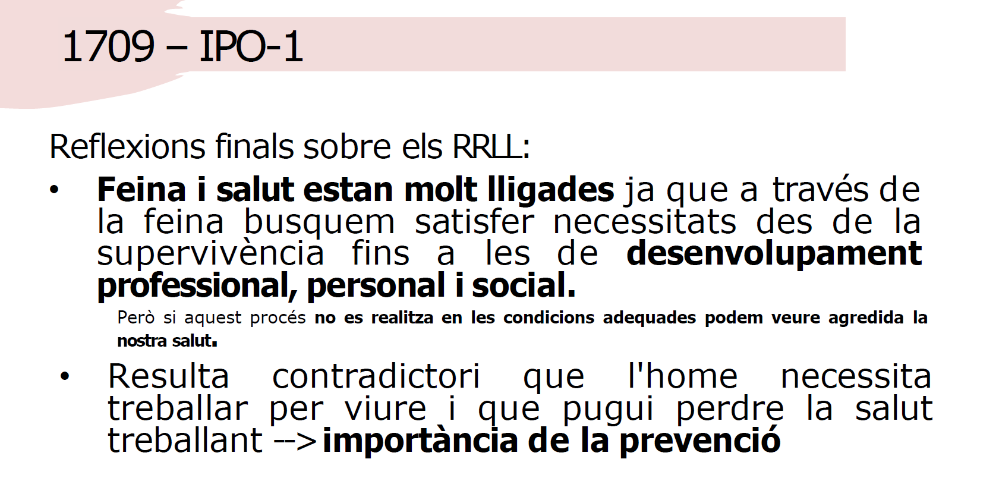 1709 – IPO-1
Reflexions finals sobre els RRLL:
• Feina i salut estan molt lligades ja que a través de
la feina busquem satisfer necessitats des de la
supervivència fins a les de desenvolupament
professional, personal i social.
Però si aquest procés no es realitza en les condicions adequades podem veure agredida la
nostra salut.
• Resulta contradictori que l'home necessita
treballar per viure i que pugui perdre la salut
treballant --> importància de la prevenció